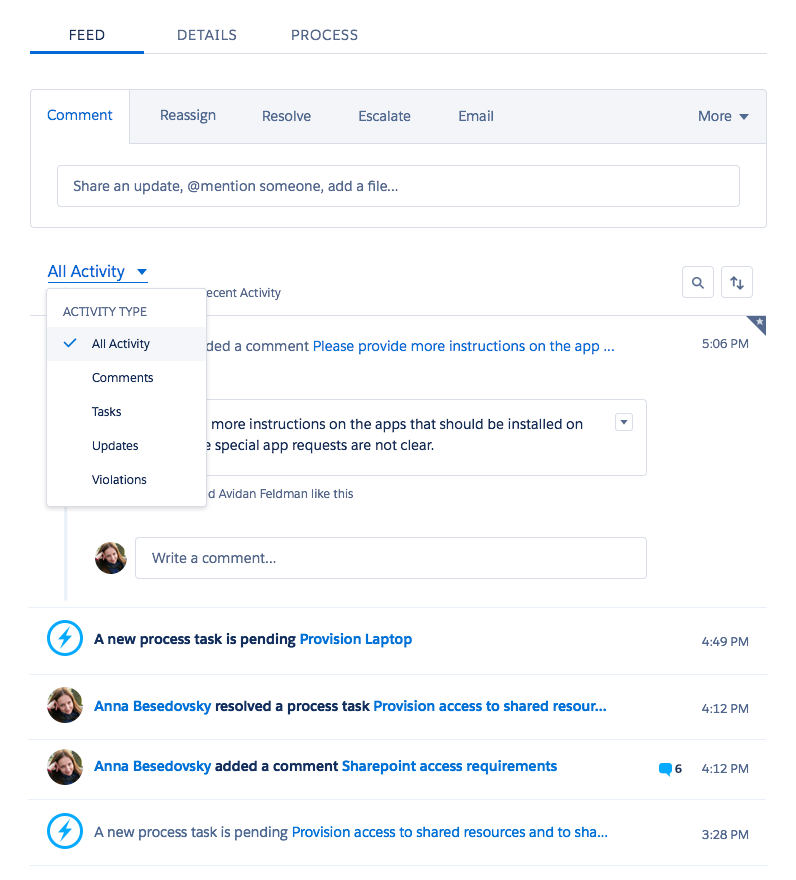 FEED DETAILS PROCESS
Comment Reassign Resolve Escalate Email More
Share an update, @mention someone, add a file...
All Activity
Activity
ACTIVITY TYPE
All Activity
Comments
Tasks
Updates
Violations
a comment Please provide more instructions on the app ... 5:06 PM
more instructions on the apps that should be installed on
special app requests are not clear.
Avidan Feldman like this
Write a comment...
A new process task is pending Provision Laptop 4:49 PM
Anna Besedovsky resolved a process task Provision access to shared resour... 4:12 PM
Anna Besedovsky added a comment Sharepoint access requirements 6 4:12 PM
A new process task is pending Provision access to shared resources and to sha... 3:28 PM